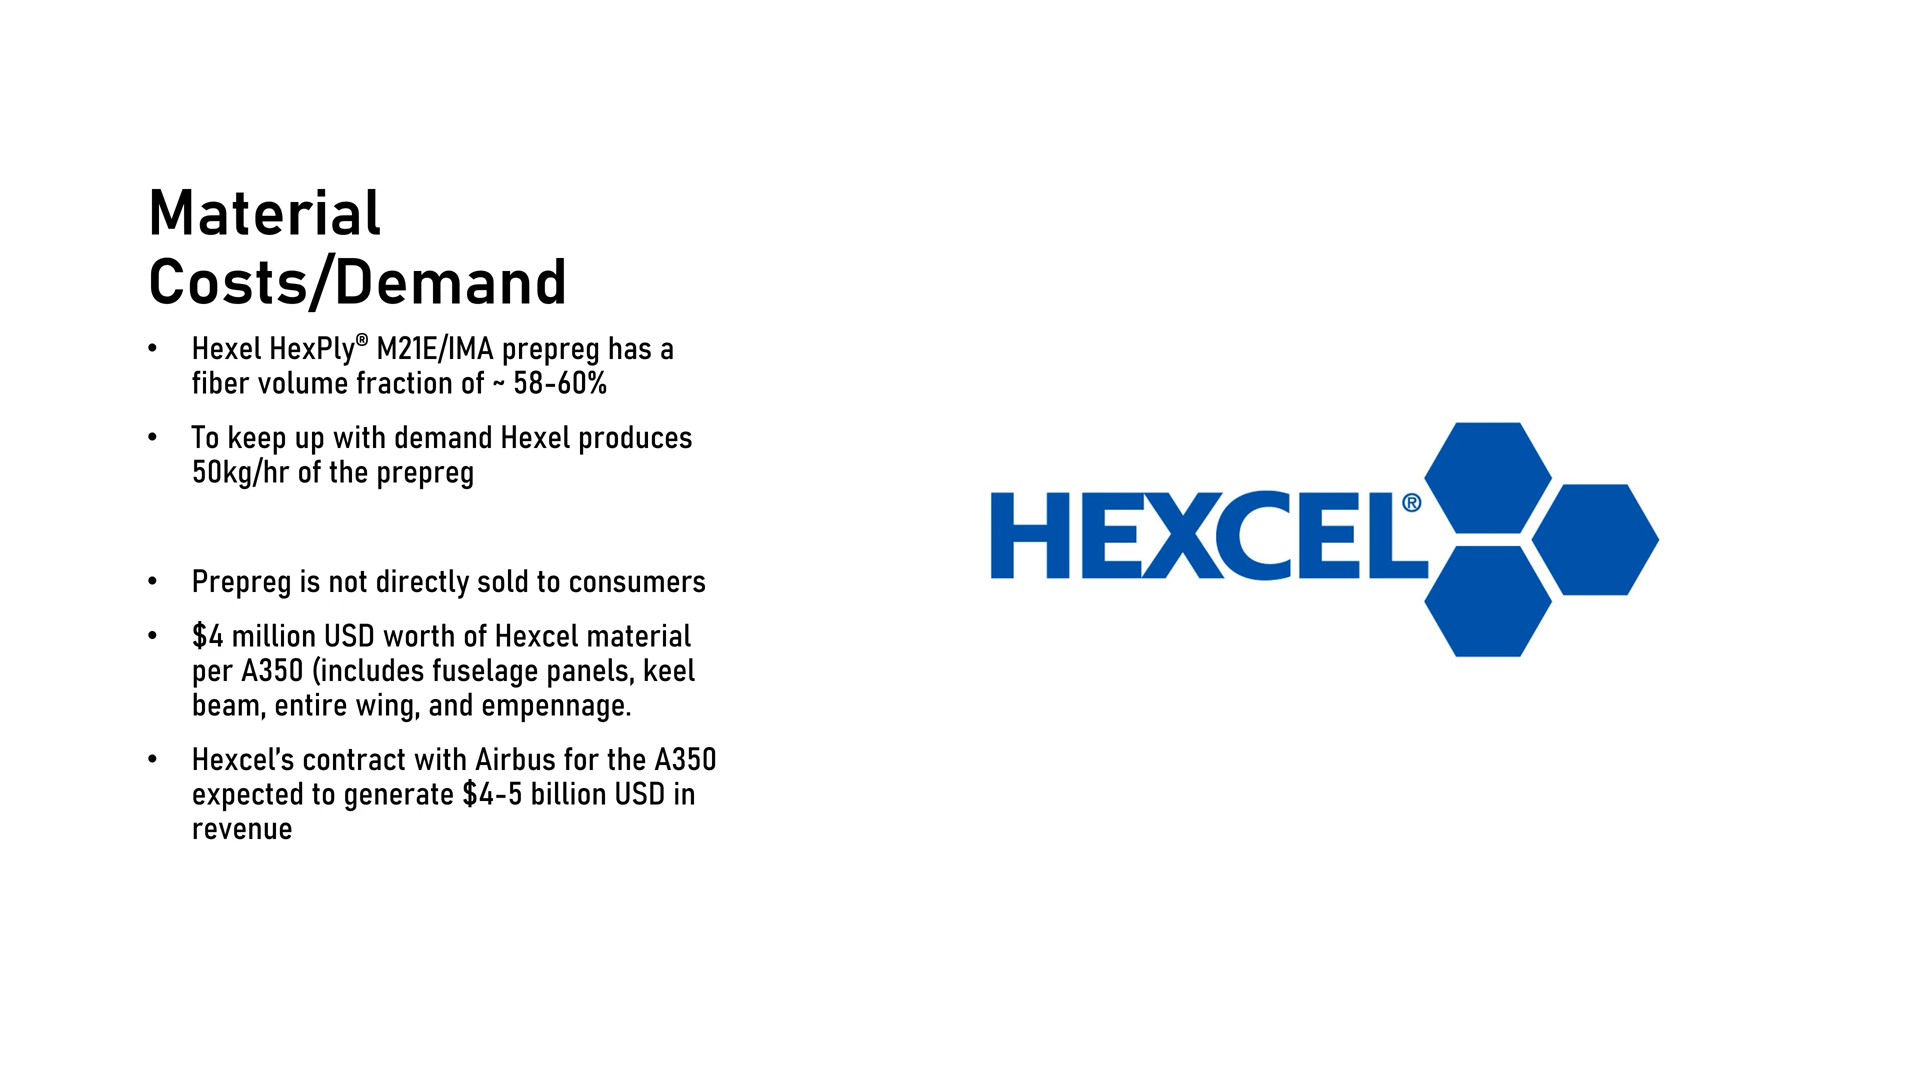 Material
Costs/Demand
• Hexel HexPly® M21E/IMA prepreg has a
fiber volume fraction of ~ 58-60%
• To keep up with demand Hexel produces
50kg/hr of the prepreg
• Prepreg is not directly sold to consumers
• $4 million USD worth of Hexcel material
per A350 (includes fuselage panels, keel
beam, entire wing, and empennage.
• Hexcel’s contract with Airbus for the A350
expected to generate $4-5 billion USD in
revenue
HEXCEL®